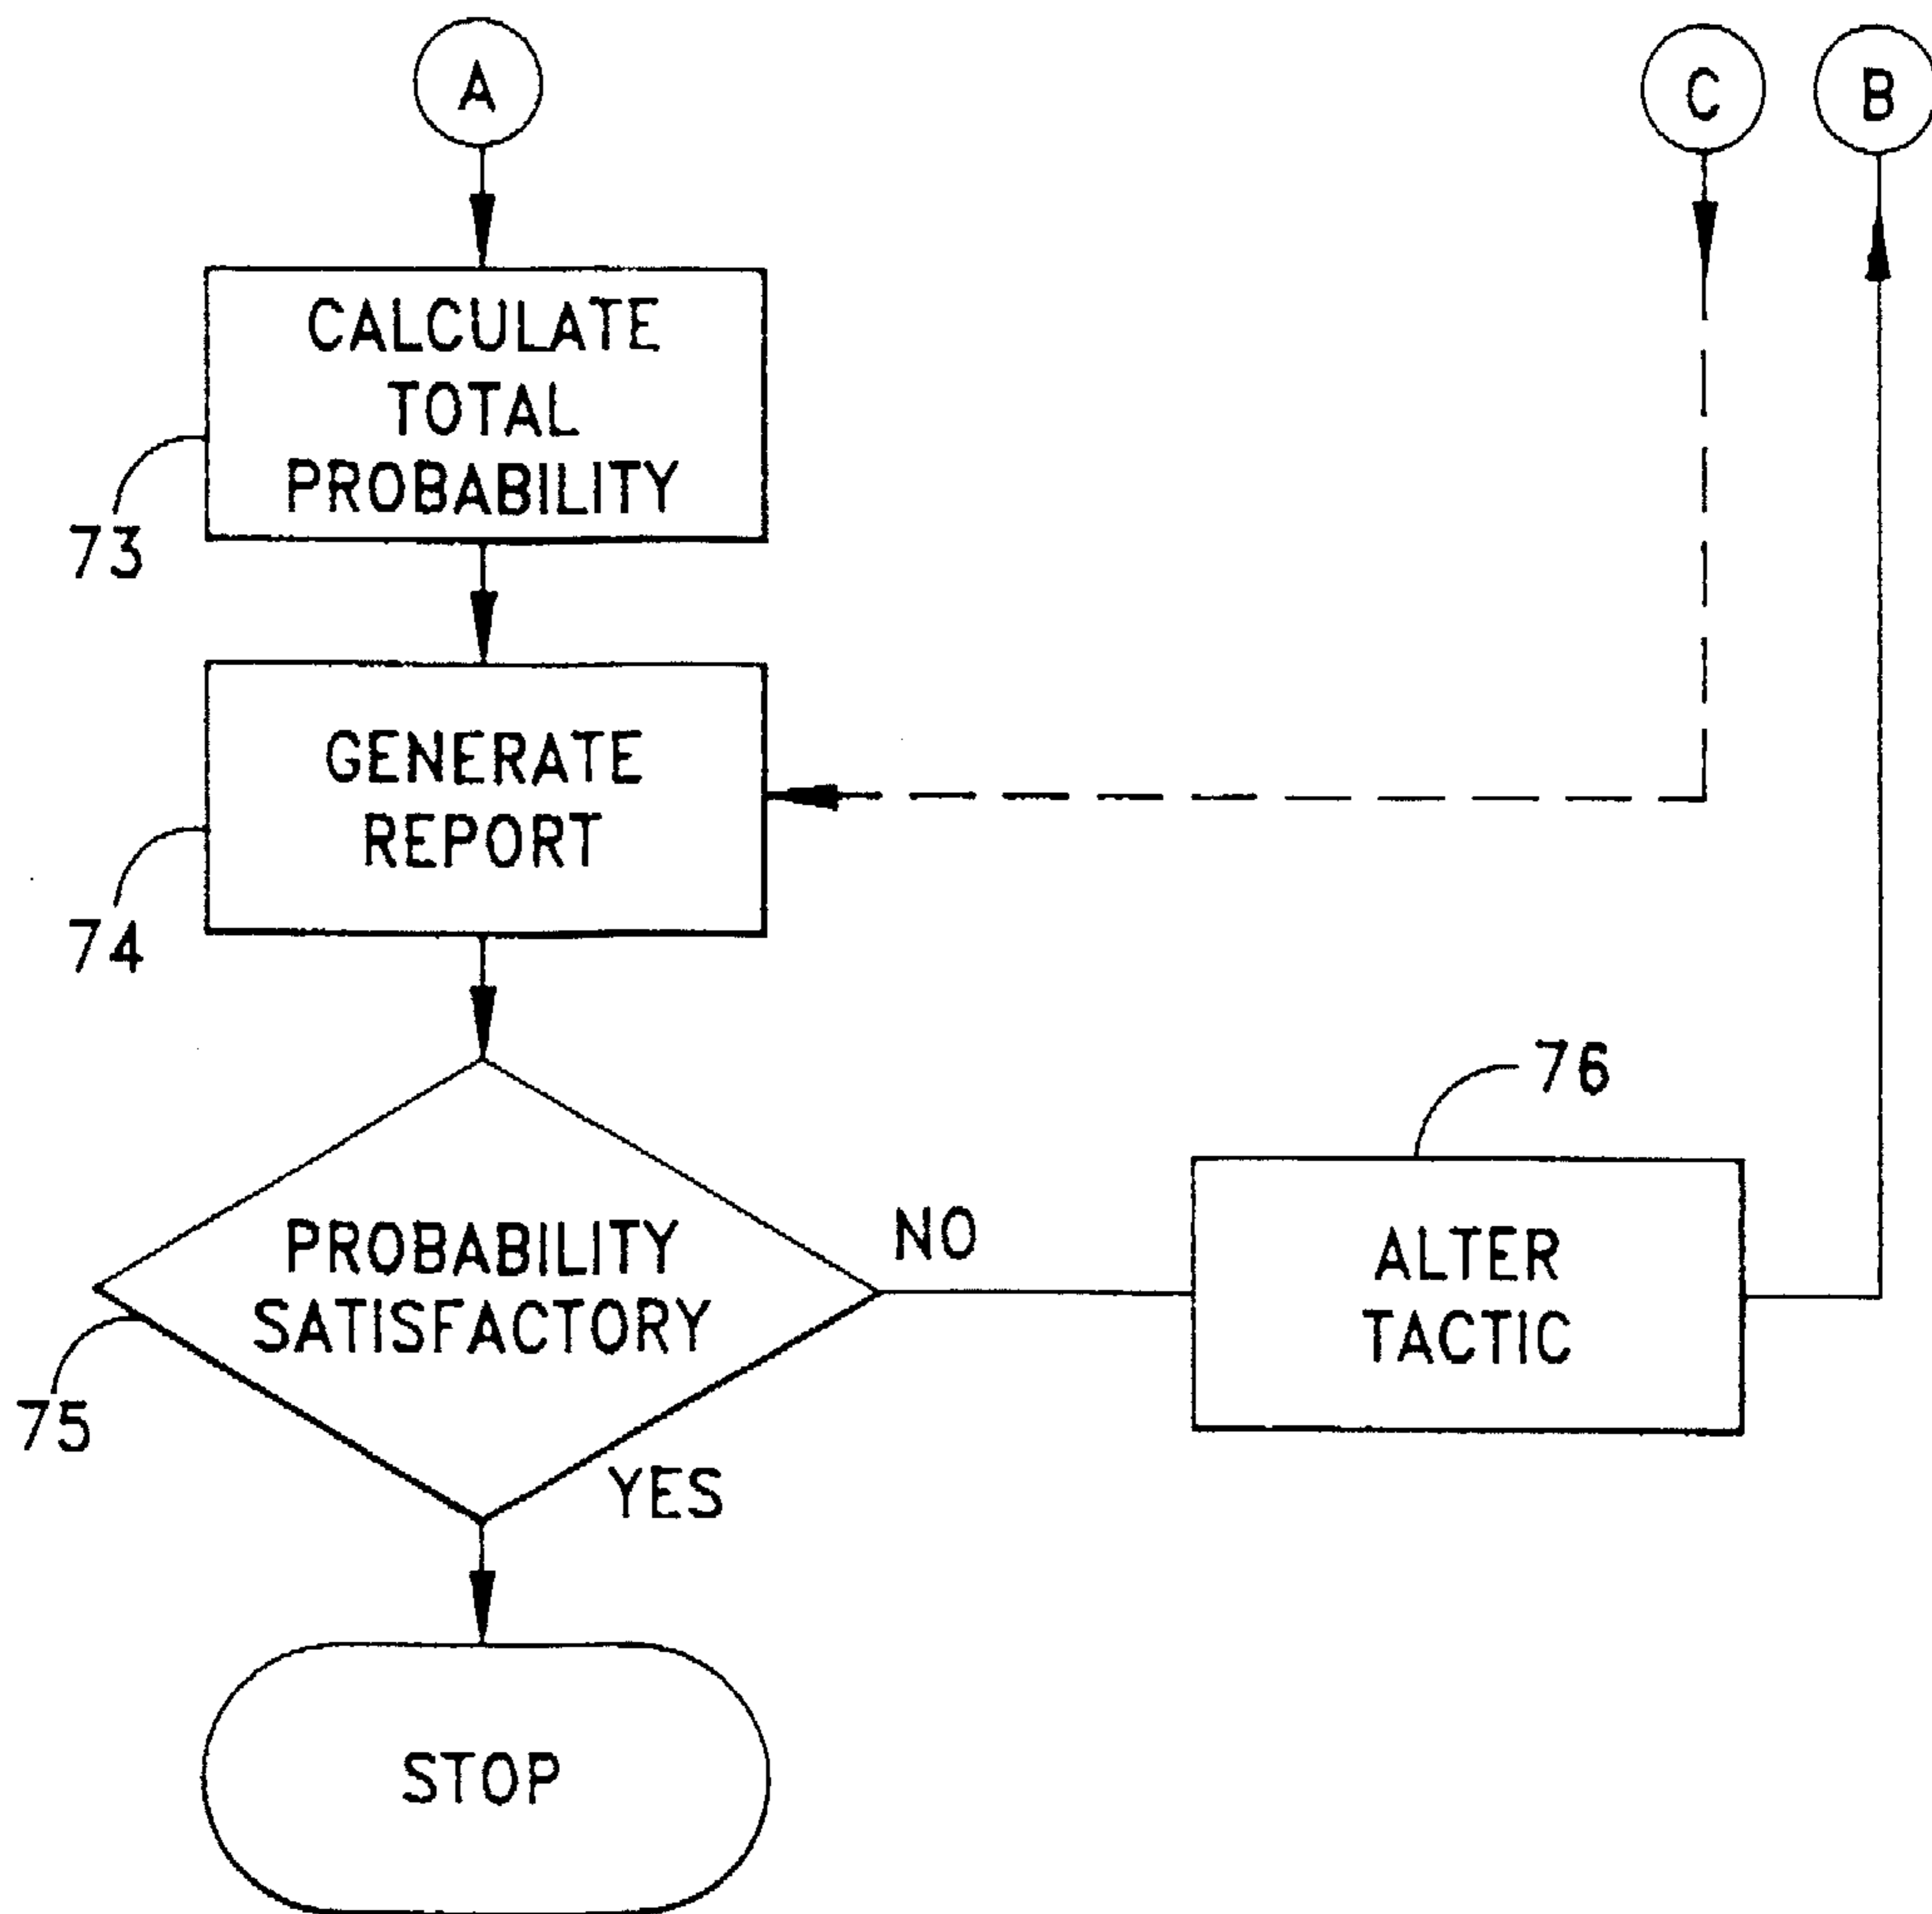 A
C
B
CALCULATE
TOTAL
PROBABILITY
73
GENERATE
REPORT
74
76
PROBABILITY
SATISFACTORY
NO
ALTER
TACTIC
75
YES
STOP